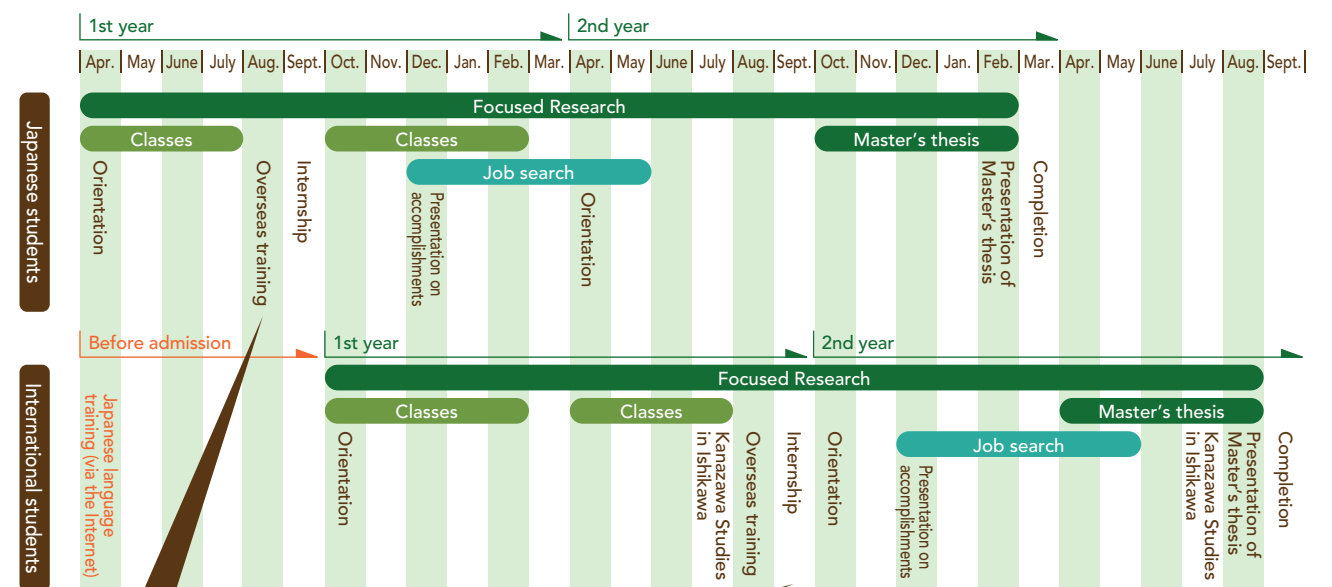 1st year
2nd year
Apr. May June July Aug. Sept. Oct. Nov. Dec. Jan. Feb. Mar. Apr. May June July Aug. Sept. Oct. Nov. Dec. Jan. Feb. Mar. Apr. May June July Aug. Sept.
Japanese students
Focused Research
Classes
Classes
Master's thesis
Job search
Orientation
Overseas training
Internship
Presentation on
accomplishments
Orientation
Presentation of
Master's thesis
Completion
Before admission
1st year
2nd year
International students
Focused Research
Classes
Classes
Master's thesis
Job search
Japanese language
training (via the Internet)
Orientation
Kanazawa Studies
in Ishikawa
Overseas training
Internship
Orientation
Presentation on
accomplishments
Kanazawa Studies
in Ishikawa
Presentation of
Master's thesis
Completion